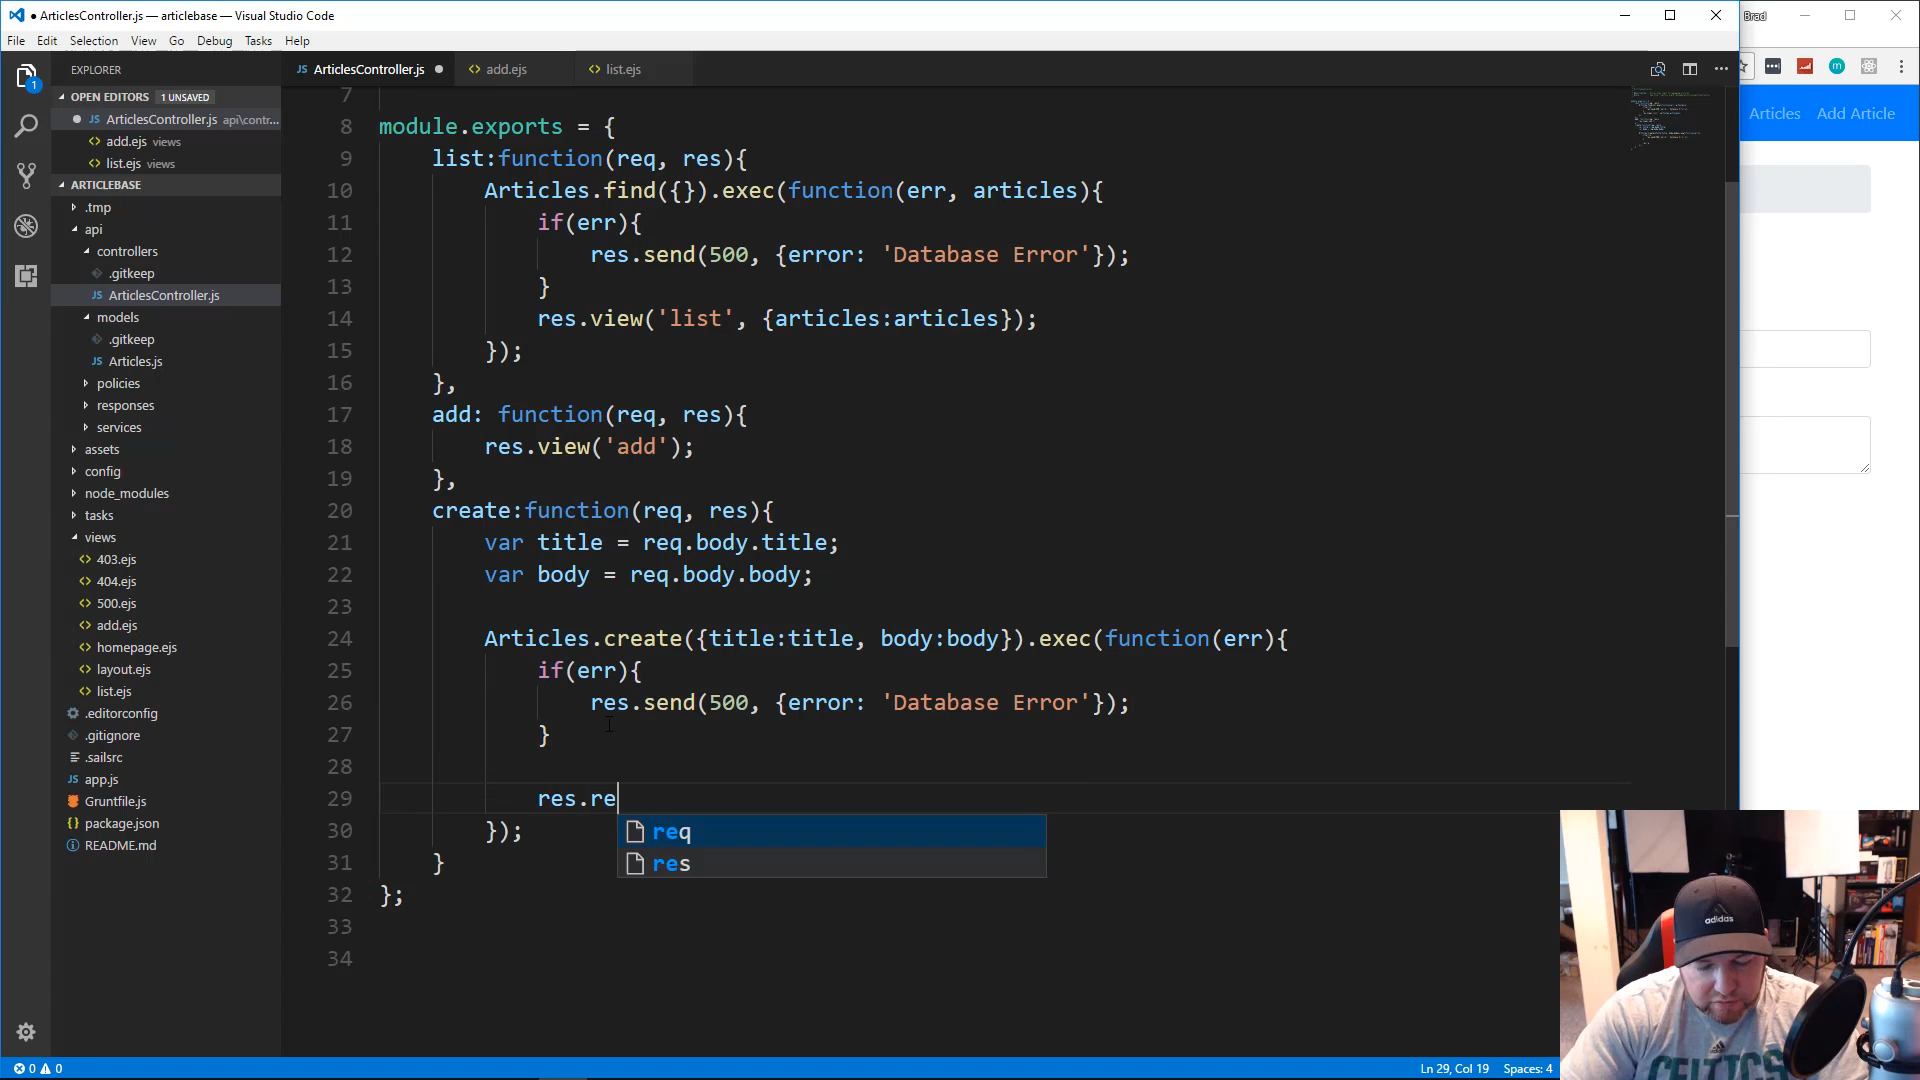 ArticlesController.js — articlebase — Visual Studio Code
Brad
File Edit Selection View Go Debug Tasks Help
EXPLORER
JS ArticlesController.js
add.ejs
list.ejs
OPEN EDITORS 1 UNSAVED
JS ArticlesController.js api\contr...
add.ejs views
list.ejs views
ARTICLEBASE
.tmp
api
controllers
.gitkeep
JS ArticlesController.js
models
.gitkeep
JS Articles.js
policies
responses
services
assets
config
node_modules
tasks
views
403.ejs
404.ejs
500.ejs
add.ejs
homepage.ejs
layout.ejs
list.ejs
.editorconfig
.gitignore
.sailsrc
JS app.js
Gruntfile.js
package.json
README.md
1
7
8 module.exports = {
9 list:function(req, res){
10 Articles.find({}).exec(function(err, articles){
11 if(err){
12 res.send(500, {error: 'Database Error'});
13 }
14 res.view('list', {articles:articles});
15 });
16 },
17 add: function(req, res){
18 res.view('add');
19 },
20 create:function(req, res){
21 var title = req.body.title;
22 var body = req.body.body;
23
24 Articles.create({title:title, body:body}).exec(function(err){
25 if(err){
26 res.send(500, {error: 'Database Error'});
27 }
28
29 res.re
30 });
31 }
32 };
33
34
req
res
Articles Add Article
adidas
CELTICS
0 0
Ln 29, Col 19 Spaces: 4